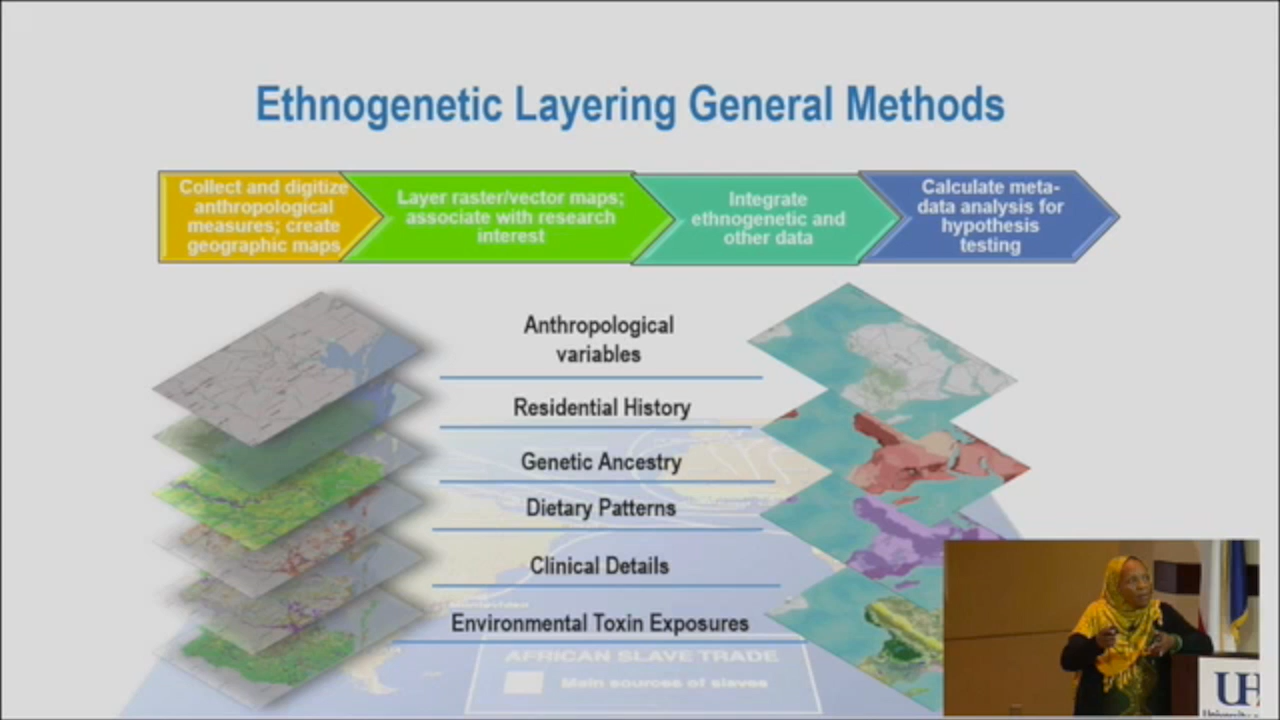 Ethnogenetic Layering General Methods
Collect and digitize
anthropological
measures; create
geographic maps
Layer raster/vector maps;
associate with research
interest
Integrate
ethnogenetic and
other data
Calculate meta-
data analysis for
hypothesis
testing
Anthropological
variables
Residential History
Genetic Ancestry
Dietary Patterns
Clinical Details
Environmental Toxin Exposures
AFRICAN SLAVE TRADE
Main sources of slaves
UH